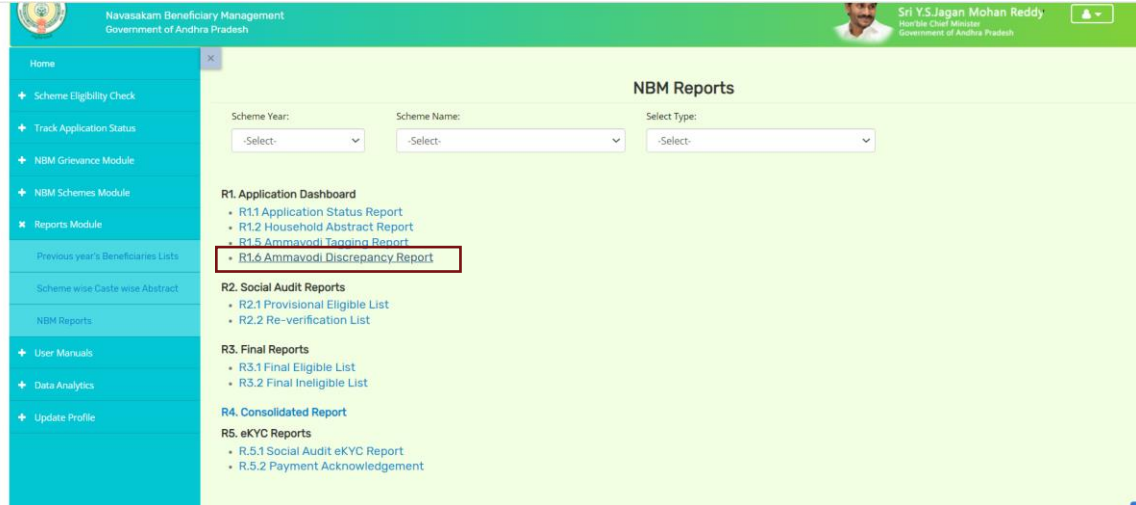 Navasakam Beneficiary Management
Government of Andhra Pradesh
Sri Y.S.Jagan Mohan Reddy
Hon'ble Chief Minister
Government of Andhra Pradesh
Home
Scheme Eligibility Check
Track Application Status
NBM Grievance Module
NBM Schemes Module
Reports Module
Previous year's Beneficiaries Lists
Scheme wise Caste wise Abstract
NBM Reports
User Manuals
Data Analytics
Update Profile
NBM Reports
Scheme Year: Scheme Name: Select Type:
-Select- -Select- -Select-
R1. Application Dashboard
R1.1 Application Status Report
R1.2 Household Abstract Report
R1.5 Ammavodi Tagging Report
R1.6 Ammavodi Discrepancy Report
R2. Social Audit Reports
R2.1 Provisional Eligible List
R2.2 Re-verification List
R3. Final Reports
R3.1 Final Eligible List
R3.2 Final Ineligible List
R4. Consolidated Report
R5. eKYC Reports
R.5.1 Social Audit eKYC Report
R.5.2 Payment Acknowledgement